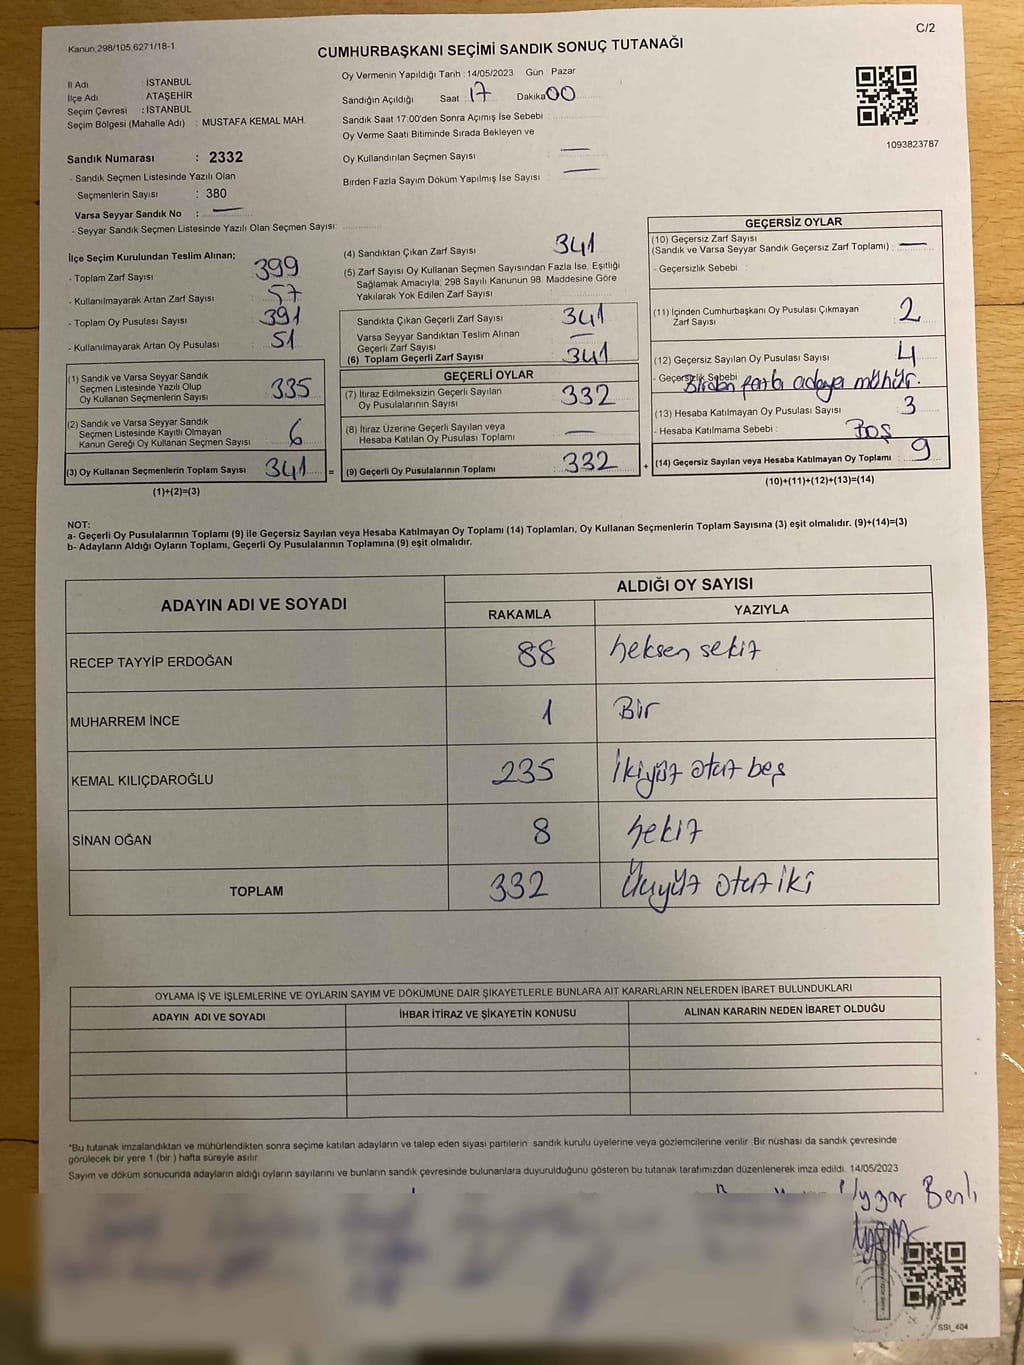 Kanun;298/105,6271/18-1
C/2
CUMHURBAŞKANI SEÇİMİ SANDIK SONUÇ TUTANAĞI
İl Adı : İSTANBUL
İlçe Adı ATAŞEHİR
Seçim Çevresi : İSTANBUL
Seçim Bölgesi (Mahalle Adı) : MUSTAFA KEMAL MAH.
Sandık Numarası : 2332
- Sandık Seçmen Listesinde Yazılı Olan
Seçmenlerin Sayısı : 380
Varsa Seyyar Sandık No : —
- Seyyar Sandık Seçmen Listesinde Yazılı Olan Seçmen Sayısı:
Oy Vermenin Yapıldığı Tarih : 14/05/2023 Gün Pazar
Sandığın Açıldığı Saat 17 Dakika 00
Sandık Saat 17:00'den Sonra Açımış İse Sebebi
Oy Verme Saati Bitiminde Sırada Bekleyen ve
Oy Kullandırılan Seçmen Sayısı —
Birden Fazla Sayım Döküm Yapılmış İse Sayısı —
1093823787
İlçe Seçim Kurulundan Teslim Alınan;
- Toplam Zarf Sayısı 399
- Kullanılmayarak Artan Zarf Sayısı 57
- Toplam Oy Pusulası Sayısı 391
- Kullanılmayarak Artan Oy Pusulası 51
(1) Sandık ve Varsa Seyyar Sandık
Seçmen Listesinde Yazılı Olup
Oy Kullanan Seçmenlerin Sayısı 335
(2) Sandık ve Varsa Seyyar Sandık
Seçmen Listesinde Kayıtlı Olmayan
Kanun Gereği Oy Kullanan Seçmen Sayısı 6
(3) Oy Kullanan Seçmenlerin Toplam Sayısı 341 =
(1)+(2)=(3)
(4) Sandıktan Çıkan Zarf Sayısı 341
(5) Zarf Sayısı Oy Kullanan Seçmen Sayısından Fazla İse, Eşitliği
Sağlamak Amacıyla; 298 Sayılı Kanunun 98. Maddesine Göre
Yakılarak Yok Edilen Zarf Sayısı
Sandıkta Çıkan Geçerli Zarf Sayısı 341
Varsa Seyyar Sandıktan Teslim Alınan
Geçerli Zarf Sayısı —
(6) Toplam Geçerli Zarf Sayısı 341
GEÇERLİ OYLAR
(7) İtiraz Edilmeksizin Geçerli Sayılan
Oy Pusulalarının Sayısı 332
(8) İtiraz Üzerine Geçerli Sayılan veya
Hesaba Katılan Oy Pusulası Toplamı —
(9) Geçerli Oy Pusulalarının Toplamı 332 +
GEÇERSİZ OYLAR
(10) Geçersiz Zarf Sayısı
(Sandık ve Varsa Seyyar Sandık Geçersiz Zarf Toplamı) : —
- Geçersizlik Sebebi
(11) İçinden Cumhurbaşkanı Oy Pusulası Çıkmayan
Zarf Sayısı 2
(12) Geçersiz Sayılan Oy Pusulası Sayısı 4
- Geçersizlik Sebebi Birden fazla adaya mühür.
(13) Hesaba Katılmayan Oy Pusulası Sayısı 3
- Hesaba Katılmama Sebebi : Boş
(14) Geçersiz Sayılan veya Hesaba Katılmayan Oy Toplamı : 9
(10)+(11)+(12)+(13)=(14)
NOT:
a- Geçerli Oy Pusulalarının Toplamı (9) ile Geçersiz Sayılan veya Hesaba Katılmayan Oy Toplamı (14) Toplamları, Oy Kullanan Seçmenlerin Toplam Sayısına (3) eşit olmalıdır. (9)+(14)=(3)
b- Adayların Aldığı Oyların Toplamı, Geçerli Oy Pusulalarının Toplamına (9) eşit olmalıdır.
ADAYIN ADI VE SOYADI
ALDIĞI OY SAYISI
RAKAMLA YAZIYLA
RECEP TAYYİP ERDOĞAN 88 Seksen sekiz
MUHARREM İNCE 1 Bir
KEMAL KILIÇDAROĞLU 235 İkiyüz otuz beş
SİNAN OĞAN 8 Sekiz
TOPLAM 332 Üçyüz otuz iki
OYLAMA İŞ VE İŞLEMLERİNE VE OYLARIN SAYIM VE DÖKÜMÜNE DAİR ŞİKAYETLERLE BUNLARA AİT KARARLARIN NELERDEN İBARET BULUNDUKLARI
ADAYIN ADI VE SOYADI İHBAR İTİRAZ VE ŞİKAYETİN KONUSU ALINAN KARARIN NEDEN İBARET OLDUĞU
*Bu tutanak imzalandıktan ve mühürlendikten sonra seçime katılan adayların ve talep eden siyasi partilerin sandık kurulu üyelerine veya gözlemcilerine verilir. Bir nüshası da sandık çevresinde
görülecek bir yere 1 (bir ) hafta süreyle asılır.
Sayım ve döküm sonucunda adayların aldığı oyların sayılarını ve bunların sandık çevresinde bulunanlara duyurulduğunu gösteren bu tutanak tarafımızdan düzenlenerek imza edildi. 14/05/2023
Uygar Benli
SSI_404